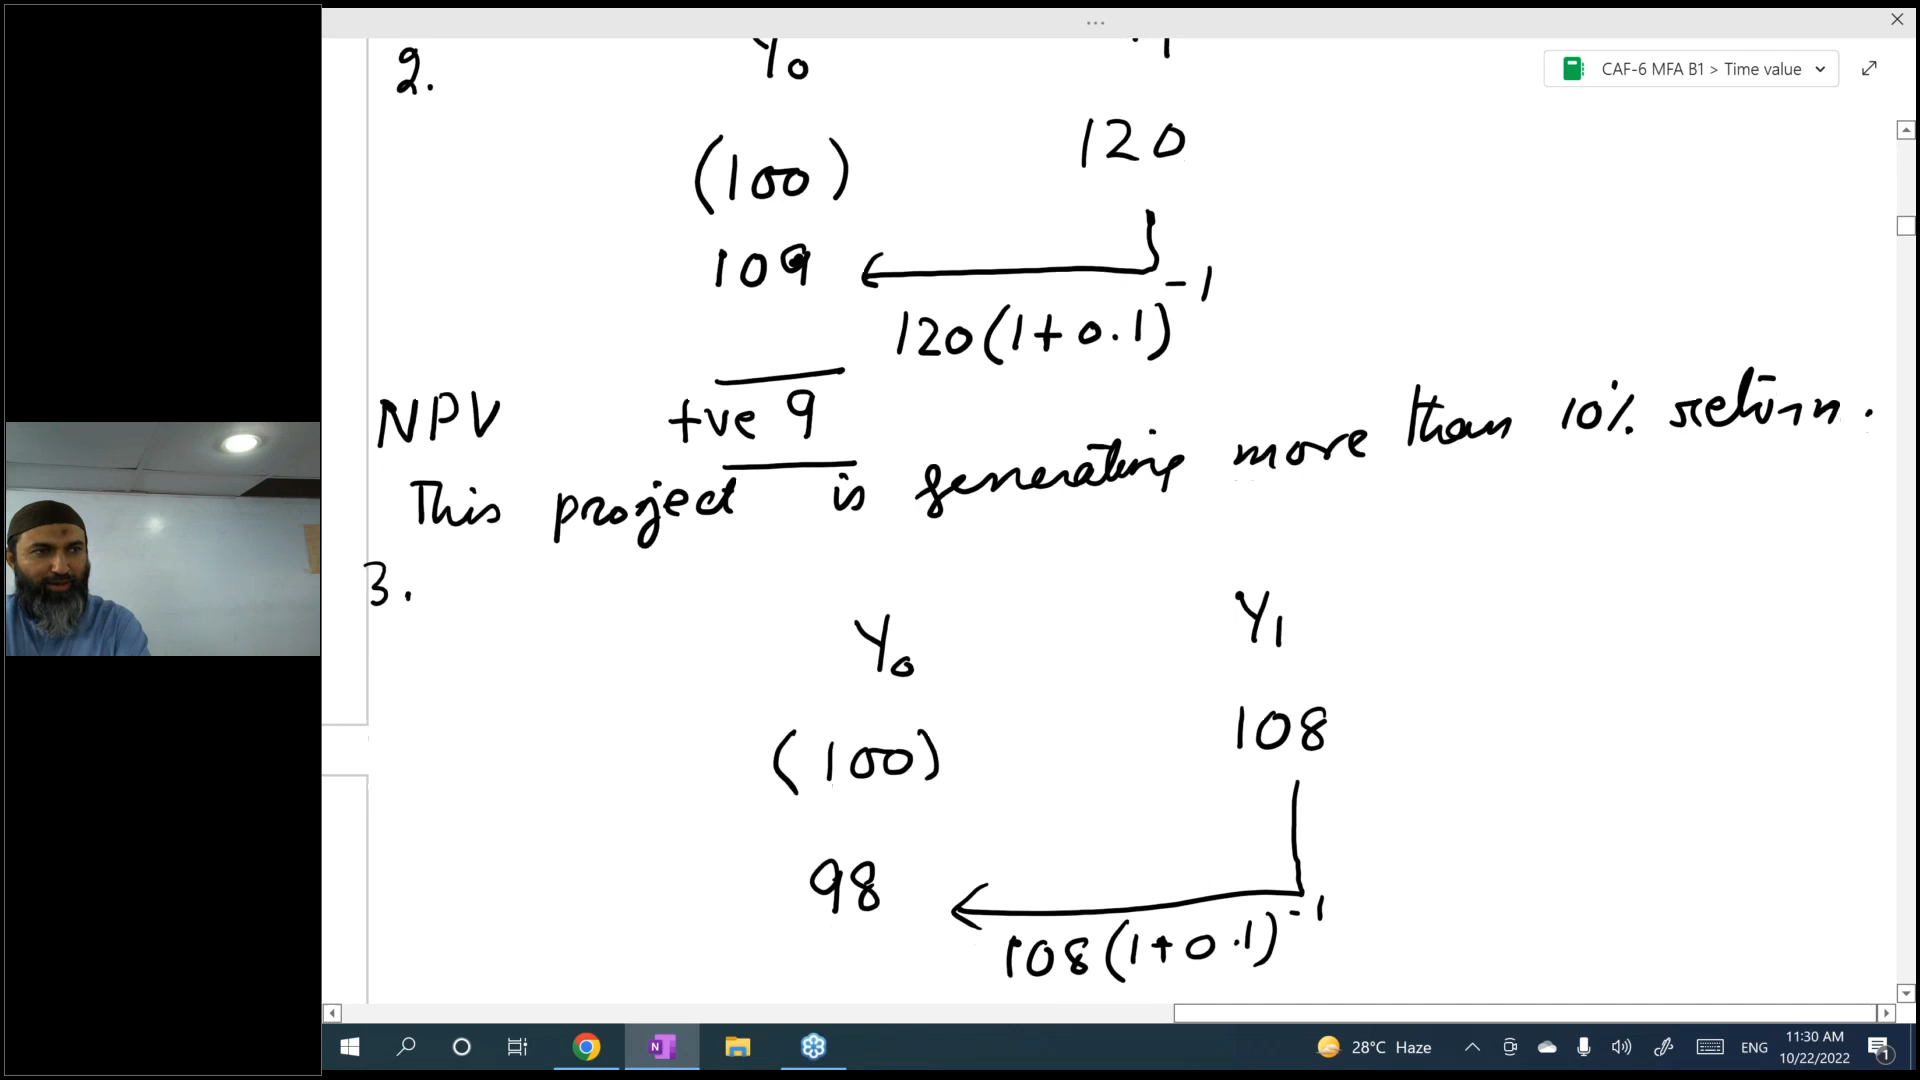 CAF-6 MFA B1 > Time value
2. Y0
(100) 120
109
120(1+0.1)-1
NPV +ve 9
This project is generating more than 10% return.
3.
Y0 Y1
(100) 108
98
108(1+0.1)-1
28°C Haze
ENG
11:30 AM
10/22/2022
1